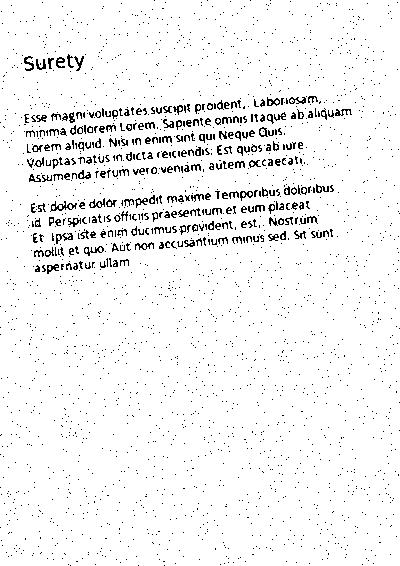 Surety
Esse magni voluptates suscipit proident,. Laboriosam,
minima dolorem Lorem. Sapiente omnis Itaque ab aliquam
Lorem aliquid. Nisi in enim sint qui Neque Quis.
Voluptas natus in dicta reiciendis. Est quos ab iure.
Assumenda rerum vero veniam, autem occaecati.
Est dolore dolor impedit maxime Temporibus doloribus
id. Perspiciatis officiis praesentium et eum placeat
Et. Ipsa iste enim ducimus provident, est,. Nostrum
mollit et quo. Aut non accusantium minus sed. Sit sunt
aspernatur ullam